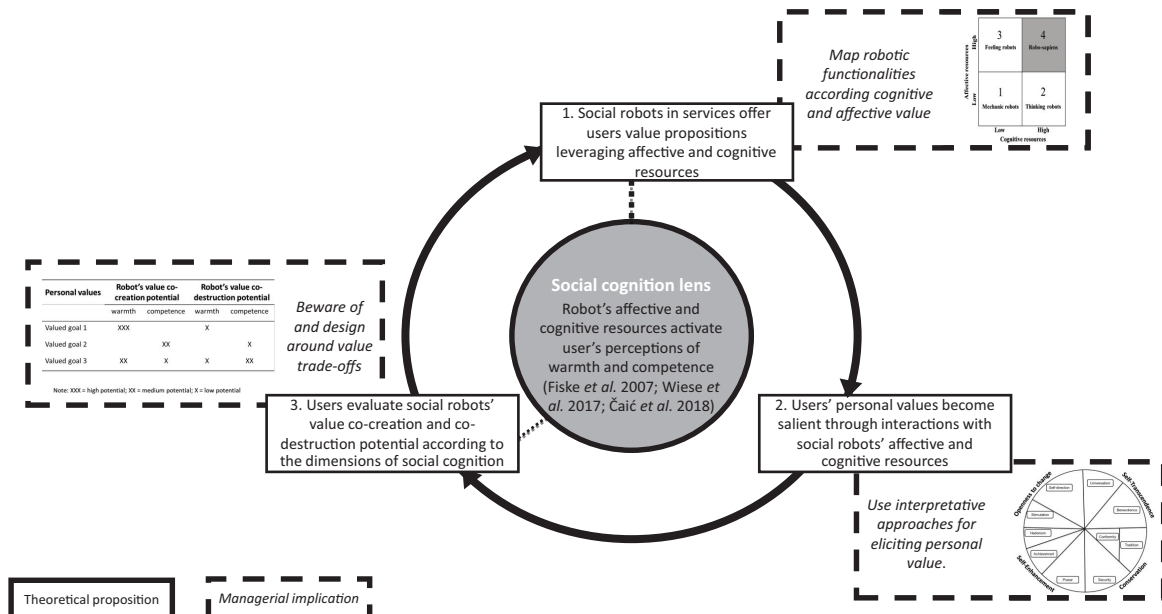 Map robotic
functionalities
according cognitive
and affective value
Affective resources
High
Low
3
Feeling robots
4
Robo-sapiens
1
Mechanic robots
2
Thinking robots
Low
High
Cognitive resources
1. Social robots in services offer
users value propositions
leveraging affective and cognitive
resources
Social cognition lens
Robot's affective and
cognitive resources activate
user's perceptions of
warmth and competence
(Fiske et al. 2007; Wiese et
al. 2017; Čaić et al. 2018)
Personal values
Robot's value co-
creation potential
Robot's value co-
destruction potential
warmth competence warmth competence
Valued goal 1 XXX X
Valued goal 2 XX X
Valued goal 3 XX X X XX
Note: XXX = high potential; XX = medium potential; X = low potential
Beware of
and design
around value
trade-offs
3. Users evaluate social robots'
value co-creation and co-
destruction potential according to
the dimensions of social cognition
2. Users' personal values become
salient through interactions with
social robots' affective and
cognitive resources
Use interpretative
approaches for
eliciting personal
value.
Openness to change
Self-Transcendence
Self-direction
Universalism
Stimulation
Benevolence
Hedonism
Conformity
Tradition
Achievement
Power
Security
Self-Enhancement
Conservation
Theoretical proposition
Managerial implication